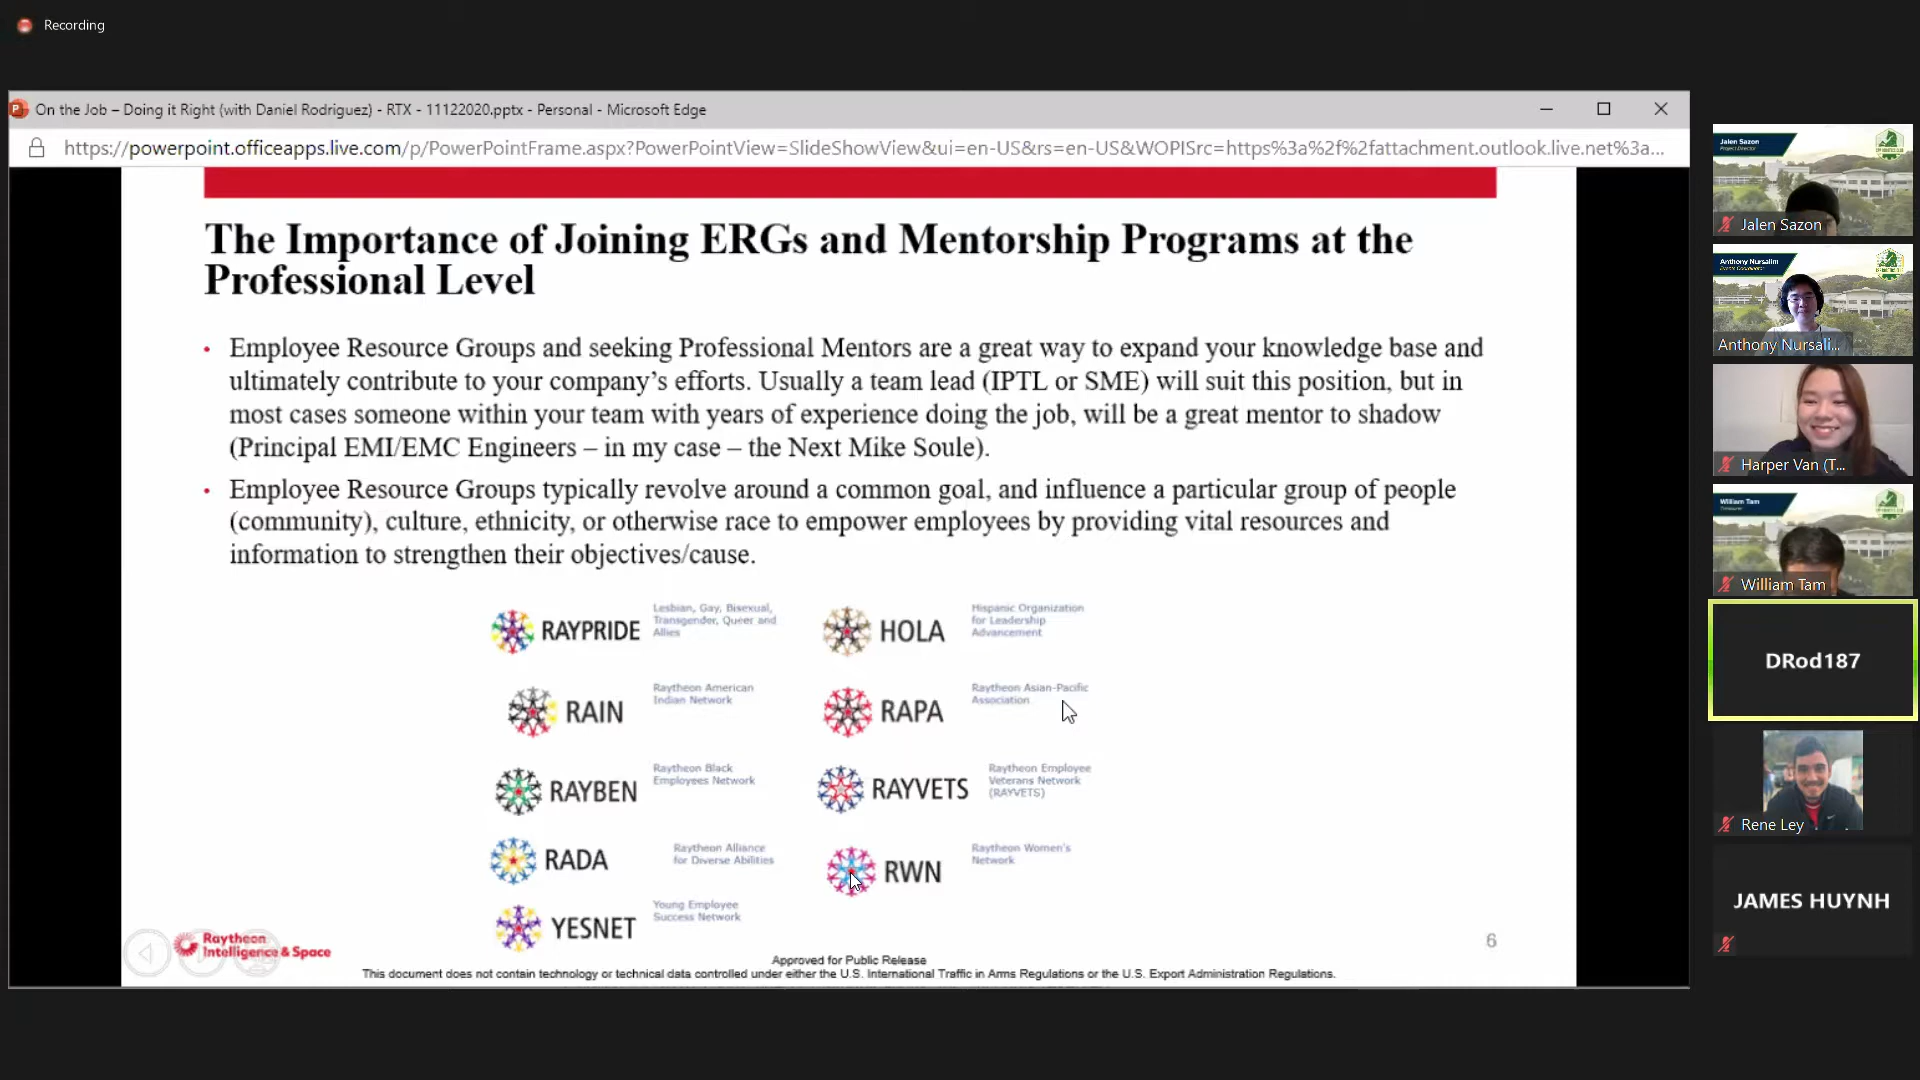 Recording
On the Job – Doing it Right (with Daniel Rodriguez) - RTX - 11122020.pptx - Personal - Microsoft Edge
https://powerpoint.officeapps.live.com/p/PowerPointFrame.aspx?PowerPointView=SlideShowView&ui=en-US&rs=en-US&WOPISrc=https%3a%2f%2fattachment.outlook.live.net%3a...
The Importance of Joining ERGs and Mentorship Programs at the
Professional Level
• Employee Resource Groups and seeking Professional Mentors are a great way to expand your knowledge base and
ultimately contribute to your company's efforts. Usually a team lead (IPTL or SME) will suit this position, but in
most cases someone within your team with years of experience doing the job, will be a great mentor to shadow
(Principal EMI/EMC Engineers – in my case – the Next Mike Soule).
• Employee Resource Groups typically revolve around a common goal, and influence a particular group of people
(community), culture, ethnicity, or otherwise race to empower employees by providing vital resources and
information to strengthen their objectives/cause.
RAYPRIDE
Lesbian, Gay, Bisexual,
Transgender, Queer and
Allies
HOLA
Hispanic Organization
for Leadership
Advancement
RAIN
Raytheon American
Indian Network
RAPA
Raytheon Asian-Pacific
Association
RAYBEN
Raytheon Black
Employees Network
RAYVETS
Raytheon Employee
Veterans Network
(RAYVETS)
RADA
Raytheon Alliance
for Diverse Abilities
RWN
Raytheon Women's
Network
YESNET
Young Employee
Success Network
Raytheon
Intelligence & Space
6
Approved for Public Release
This document does not contain technology or technical data controlled under either the U.S. International Traffic in Arms Regulations or the U.S. Export Administration Regulations.
Jalen Sazon
Project Director
Jalen Sazon
Anthony Nursalim
Events Coordinator
Anthony Nursali...
Harper Van (T...
William Tam
Treasurer
William Tam
DRod187
Rene Ley
JAMES HUYNH